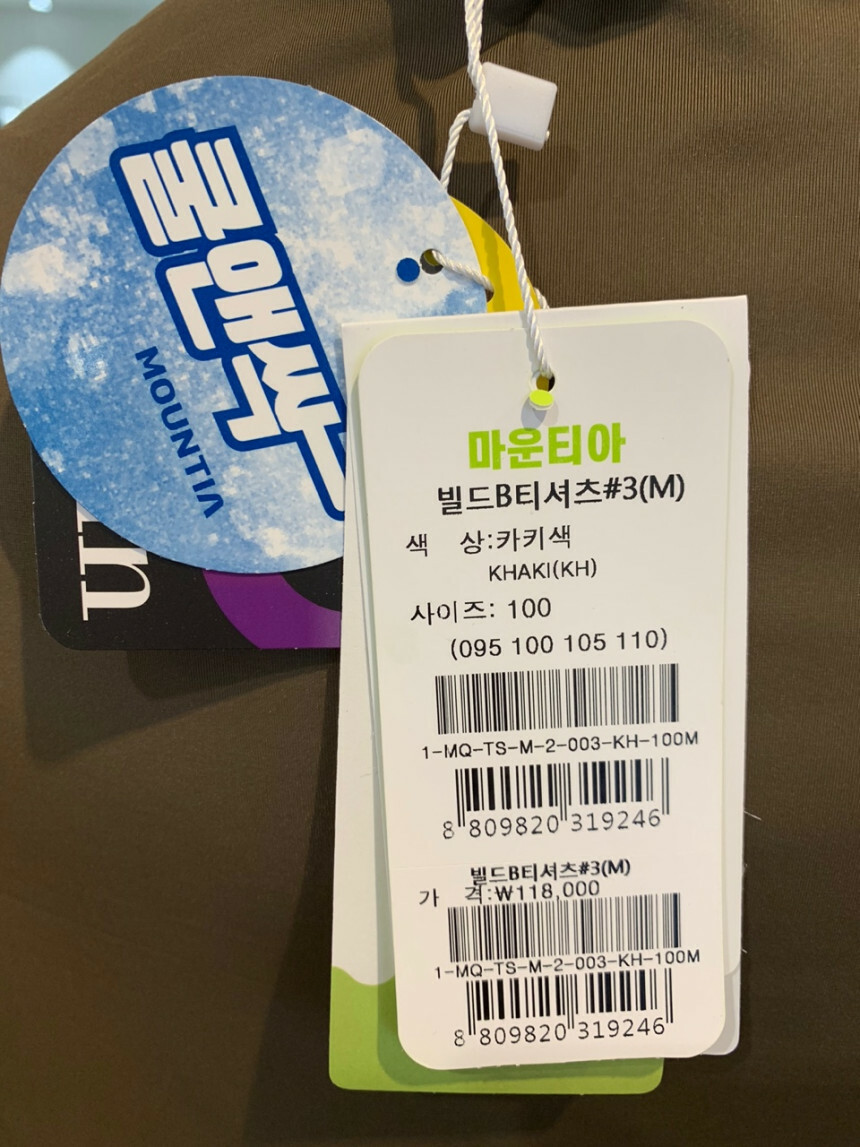 쿨앤싹
MOUNTIA
마운티아
빌드B티셔츠#3(M)
색 상:카키색
KHAKI(KH)
사이즈: 100
(095 100 105 110)
1-MQ-TS-M-2-003-KH-100M
8 809820 319246
빌드B티셔츠#3(M)
가 격:₩118,000
1-MQ-TS-M-2-003-KH-100M
8 809820 319246